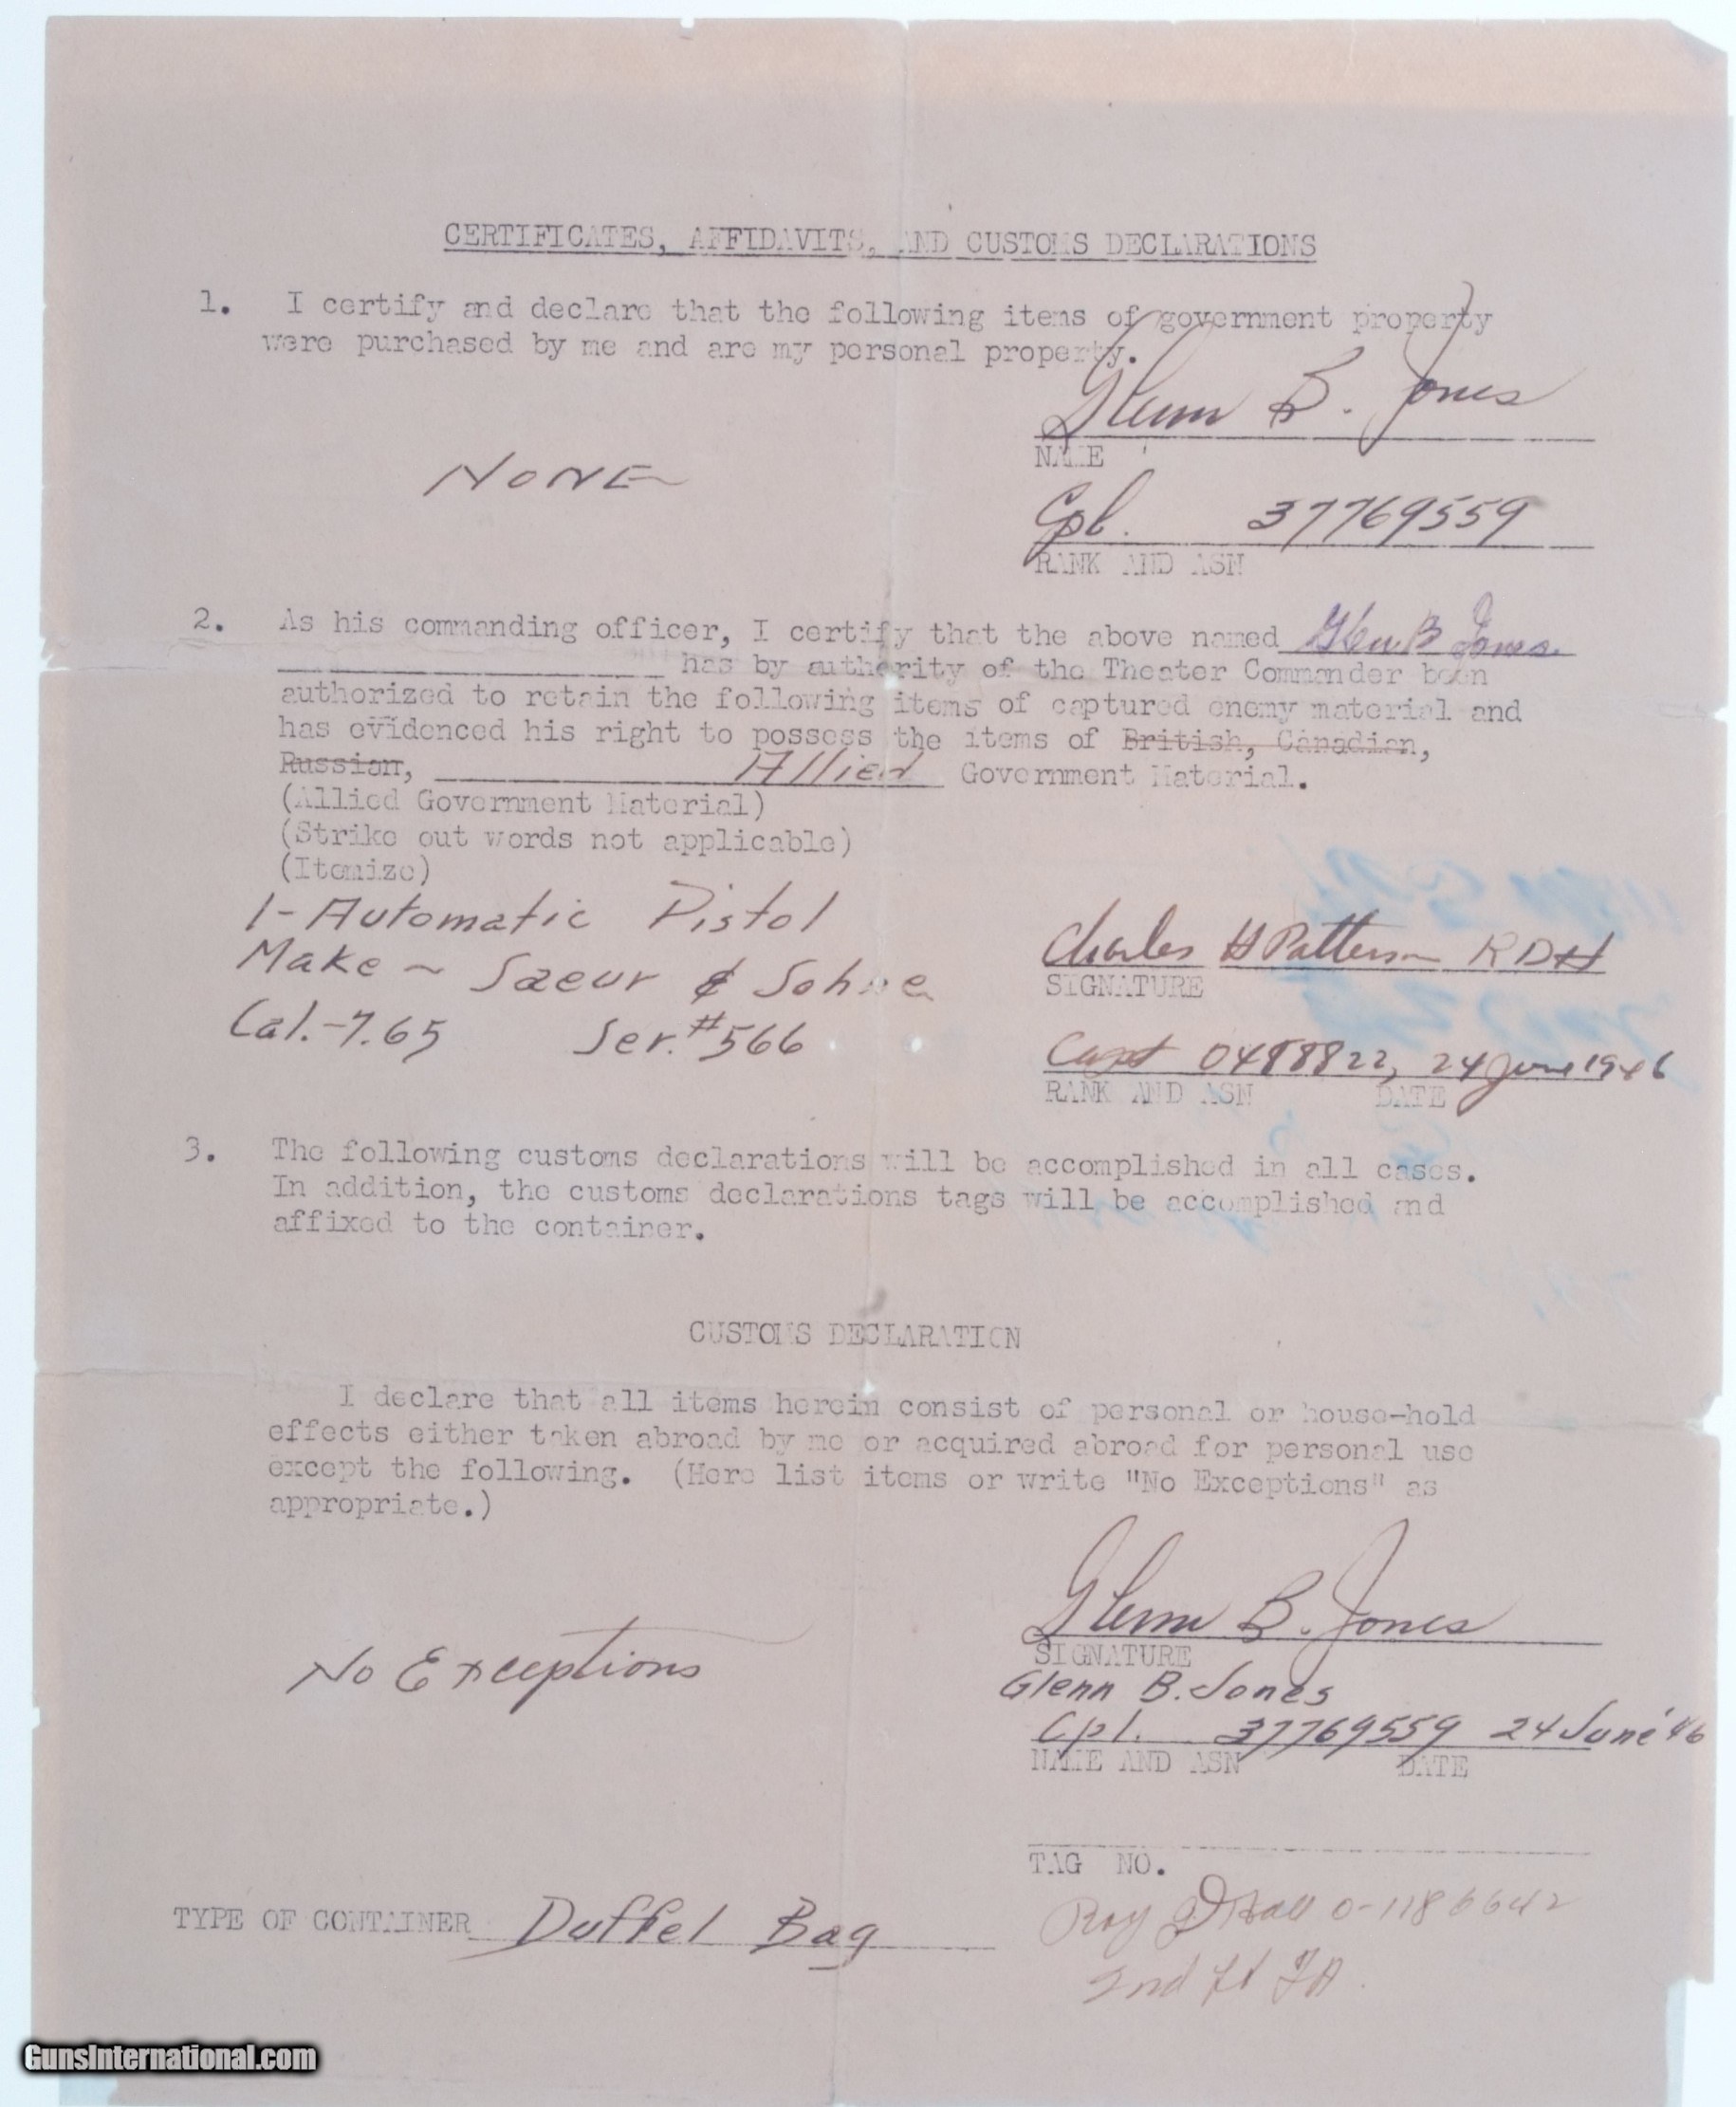 CERTIFICATES, AFFIDAVITS, AND CUSTOMS DECLARATIONS
1. I certify and declare that the following items of government property
were purchased by me and are my personal property.
Glenn B. Jones
NAME
NONE
Cpl. 37769559
RANK AND ASN
2. As his commanding officer, I certify that the above named Glen B Jones.
has by authority of the Theater Commander been
authorized to retain the following items of captured enemy material and
has evidenced his right to possess the items of British, Canadian,
Russian, Allied Government Material.
(Allied Government Material)
(Strike out words not applicable)
(Itemize)
1- Automatic Pistol
Make ~ Saeur & Sohne
Cal.-7.65 Ser.#566
Charles H Patterson RDH
SIGNATURE
Capt 0488822, 24 June 1946
RANK AND ASN DATE
3. The following customs declarations will be accomplished in all cases.
In addition, the customs declarations tags will be accomplished and
affixed to the container.
CUSTOMS DECLARATION
I declare that all items herein consist of personal or house-hold
effects either taken abroad by me or acquired abroad for personal use
except the following. (Here list items or write "No Exceptions" as
appropriate.)
Glenn B. Jones
SIGNATURE
No Exceptions
Glenn B. Jones
Cpl. 37769559 24 June '46
NAME AND ASN DATE
TAG NO.
TYPE OF CONTAINER Duffel Bag
Roy 0-1186642
2nd Lt FA.
GunsInternational.com